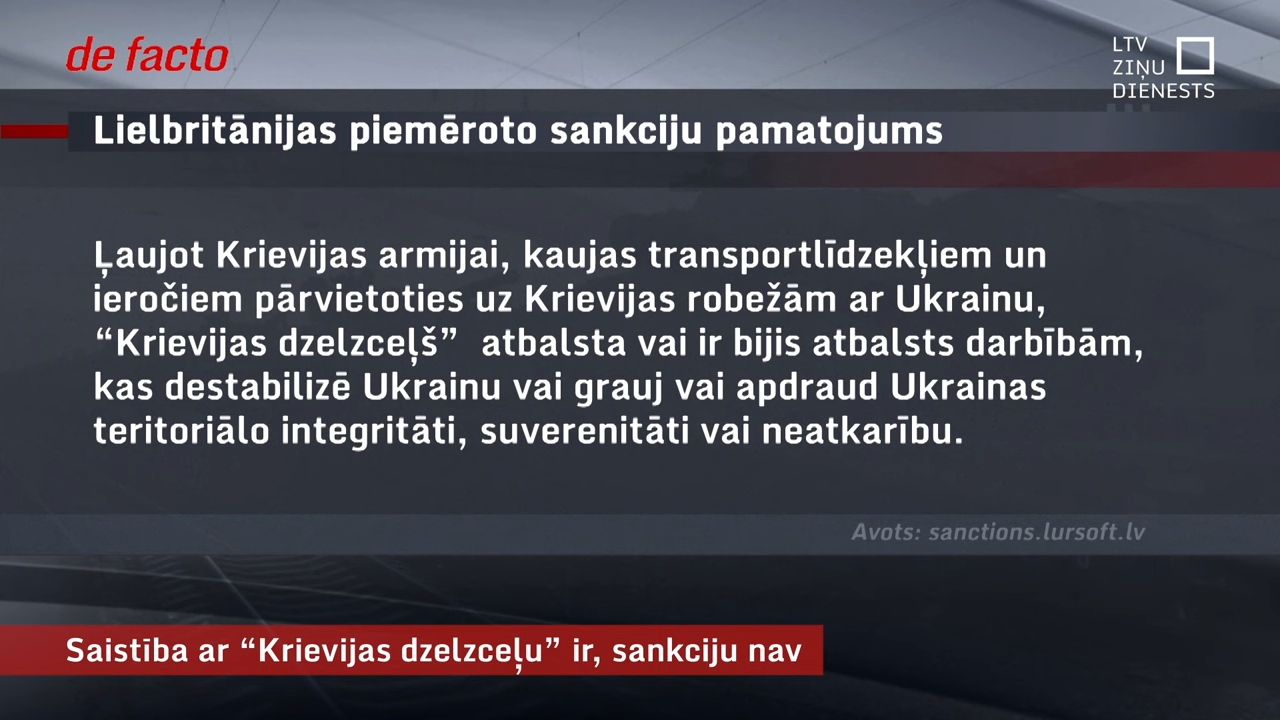 de facto
LTV
ZIŅU
DIENESTS
Lielbritānijas piemēroto sankciju pamatojums
Ļaujot Krievijas armijai, kaujas transportlīdzekļiem un
ieročiem pārvietoties uz Krievijas robežām ar Ukrainu,
“Krievijas dzelzceļš” atbalsta vai ir bijis atbalsts darbībām,
kas destabilizē Ukrainu vai grauj vai apdraud Ukrainas
teritoriālo integritāti, suverenitāti vai neatkarību.
Avots: sanctions.lursoft.lv
Saistība ar “Krievijas dzelzceļu” ir, sankciju nav